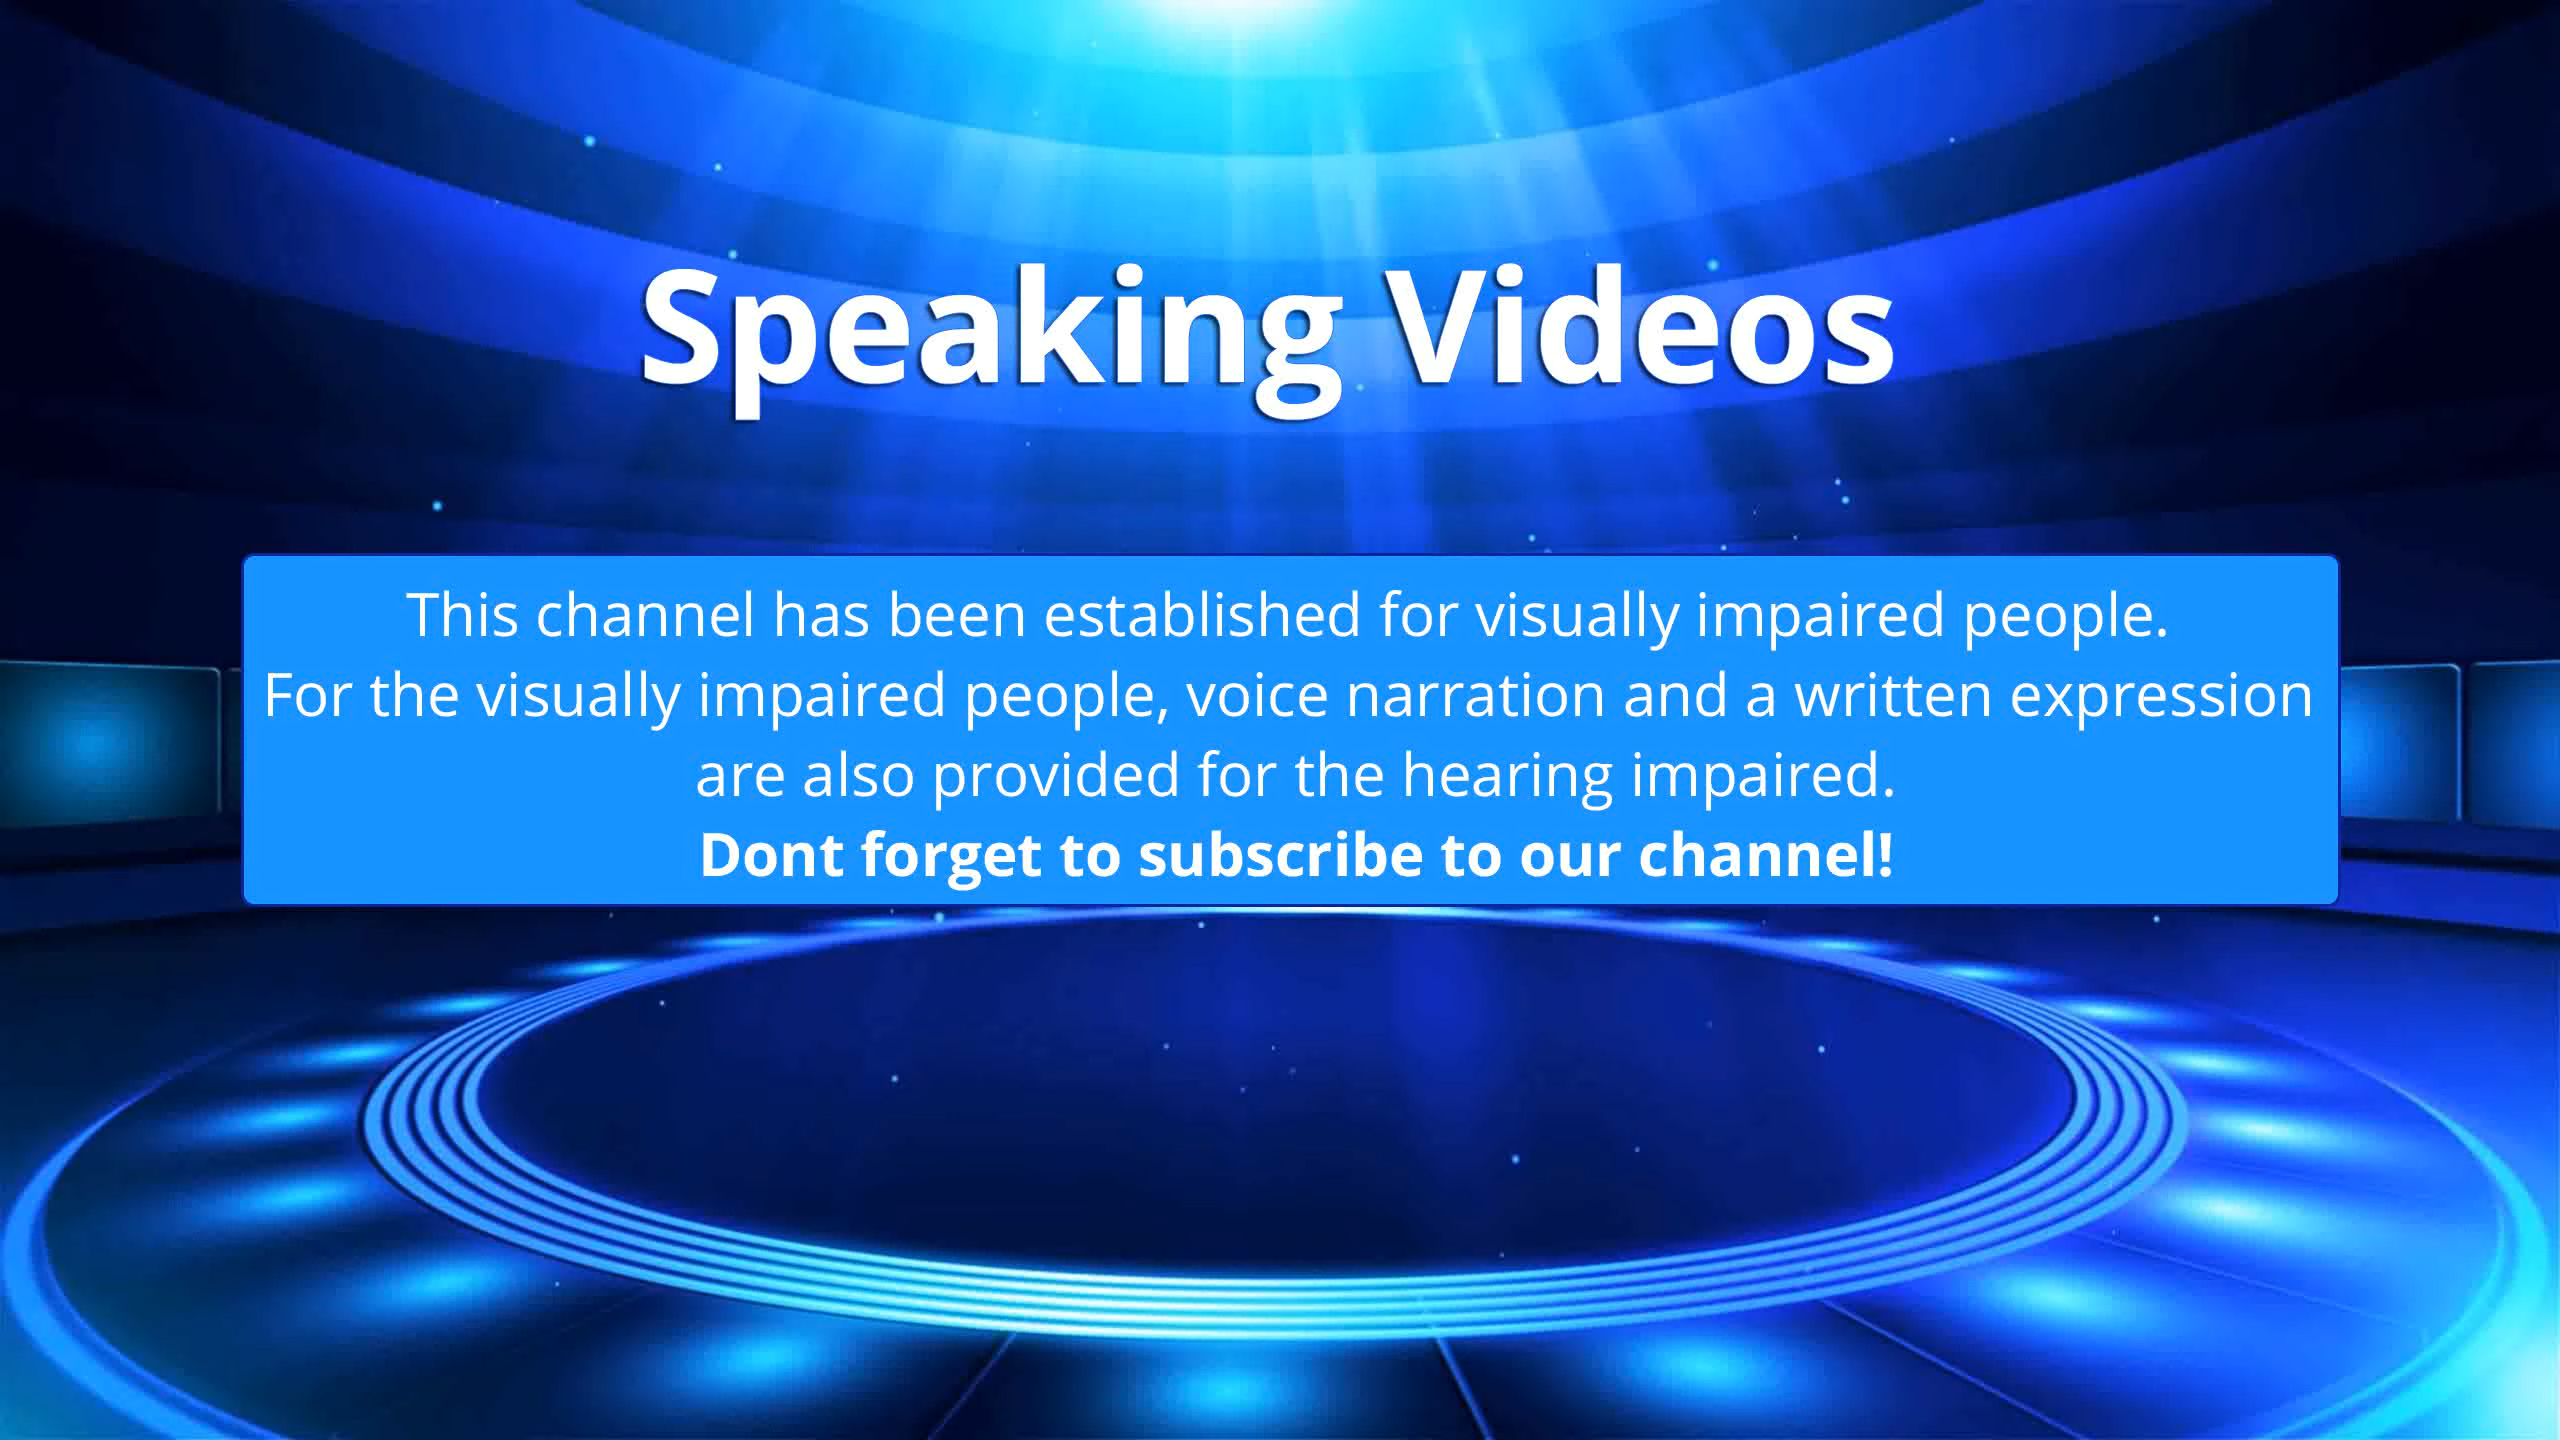 Speaking Videos
This channel has been established for visually impaired people.
For the visually impaired people, voice narration and a written expression
are also provided for the hearing impaired.
Dont forget to subscribe to our channel!